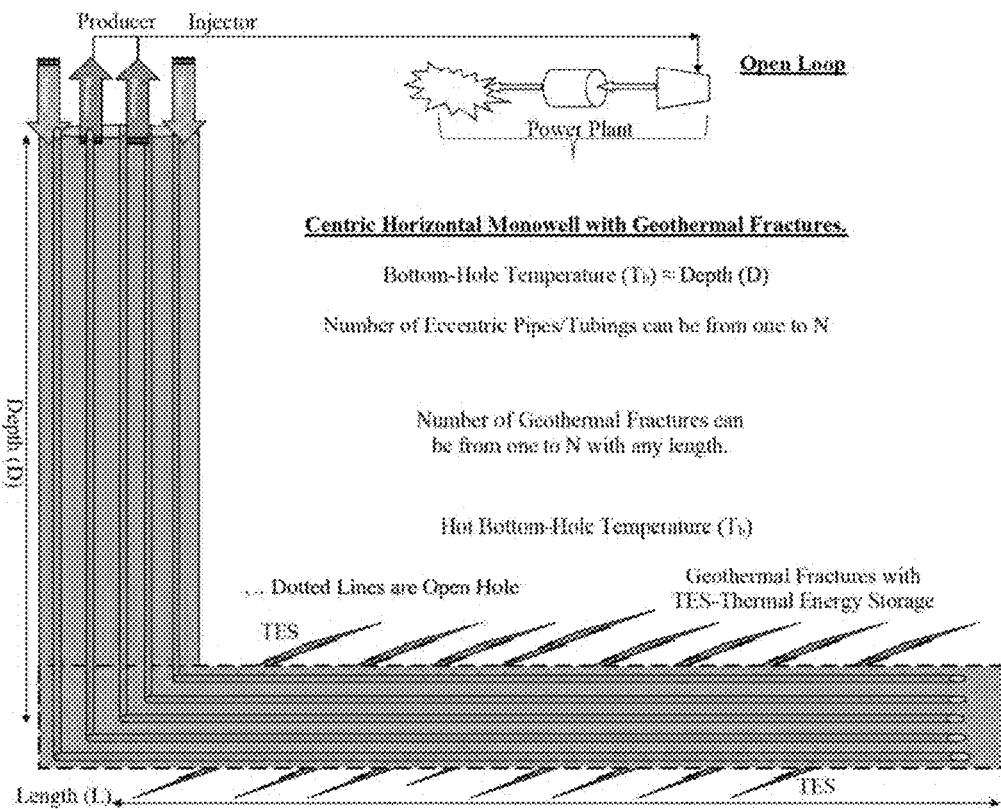 Producer Injector
Open Loop
Power Plant
Centric Horizontal Monowell with Geothermal Fractures.
Bottom-Hole Temperature (Tₕ) ≈ Depth (D)
Number of Eccentric Pipes/Tubings can be from one to N
Depth (D)
Number of Geothermal Fractures can
be from one to N with any length.
Hot Bottom-Hole Temperature (Tₕ)
... Dotted Lines are Open Hole
Geothermal Fractures with
TES-Thermal Energy Storage
TES
TES
Length (L)